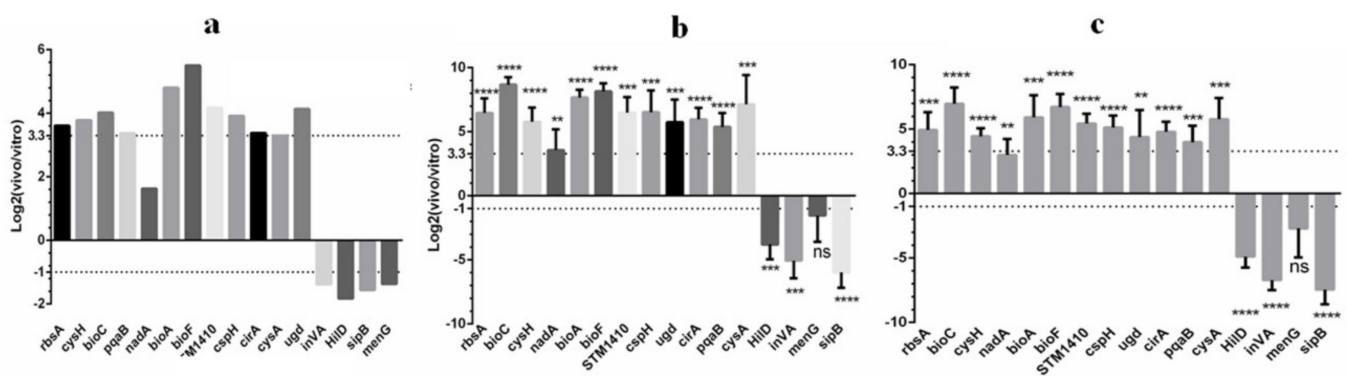 a
Log2(vivo/vitro)
6
4
3.3
2
0
-1
-2
rbsA cysH bioC pqaB nadA bioA bioF TM1410 cspH cirA cysA ugd inVA HilD sipB menG
b
Log2(vivo/vitro)
10
5
3.3
0
-1
-5
-10
**** **** **** ** **** **** *** *** *** **** **** *** *** *** ns ****
rbsA bioC cysH nadA bioA bioF STM1410 cspH ugd cirA pqaB cysA HilD inVA menG sipB
c
10
5
3.3
0
-1
-5
-10
*** **** **** ** *** **** **** **** ** **** *** *** **** **** ns ****
rbsA bioC cysH nadA bioA bioF STM1410 cspH ugd cirA pqaB cysA HilD inVA menG sipB